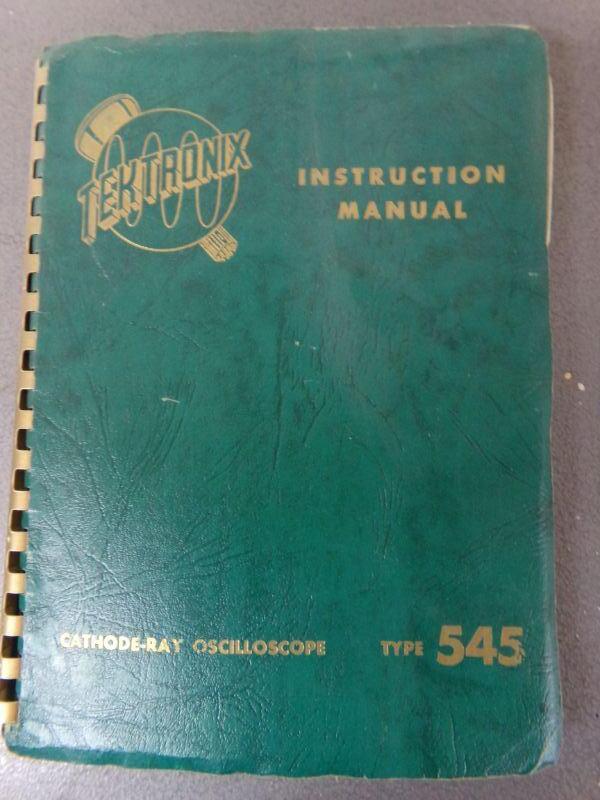 TEKTRONIX
INSTRUCTION
MANUAL
CATHODE-RAY OSCILLOSCOPE TYPE 545